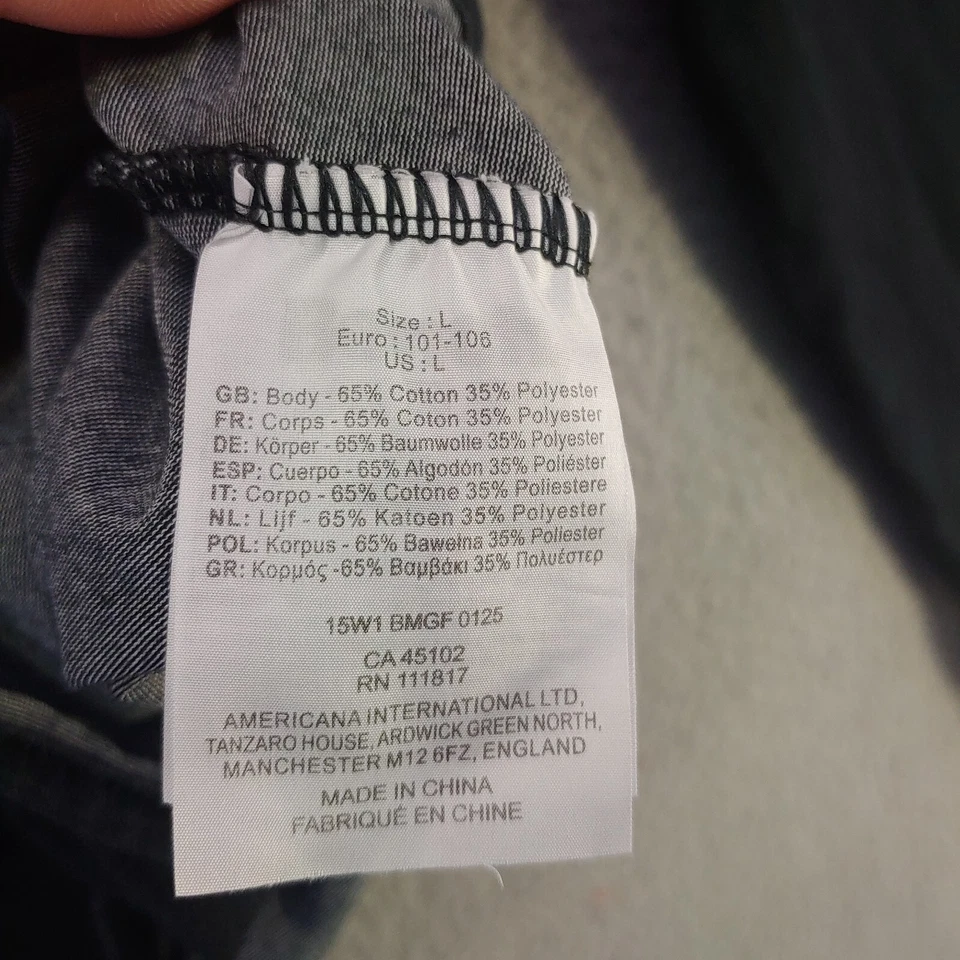 Size : L
Euro : 101-106
US : L
GB: Body - 65% Cotton 35% Polyester
FR: Corps - 65% Coton 35% Polyester
DE: Körper - 65% Baumwolle 35% Polyester
ESP: Cuerpo - 65% Algodón 35% Poliéster
IT: Corpo - 65% Cotone 35% Poliestere
NL: Lijf - 65% Katoen 35% Polyester
POL: Korpus - 65% Bawełna 35% Poliester
GR: Κορμός -65% Βαμβάκι 35% Πολυέστερ
15W1 BMGF 0125
CA 45102
RN 111817
AMERICANA INTERNATIONAL LTD,
TANZARO HOUSE, ARDWICK GREEN NORTH,
MANCHESTER M12 6FZ, ENGLAND
MADE IN CHINA
FABRIQUÉ EN CHINE